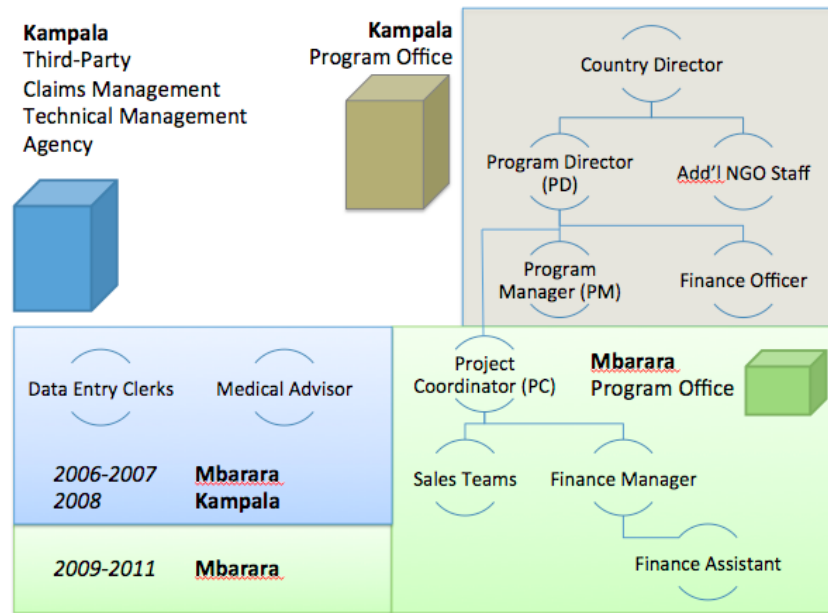 Kampala
Third-Party
Claims Management
Technical Management
Agency
Kampala
Program Office
Country Director
Program Director
(PD)
Add'l NGO Staff
Program
Manager (PM)
Finance Officer
Data Entry Clerks
Medical Advisor
2006-2007 Mbarara
2008 Kampala
2009-2011 Mbarara
Project
Coordinator (PC)
Mbarara
Program Office
Sales Teams
Finance Manager
Finance Assistant